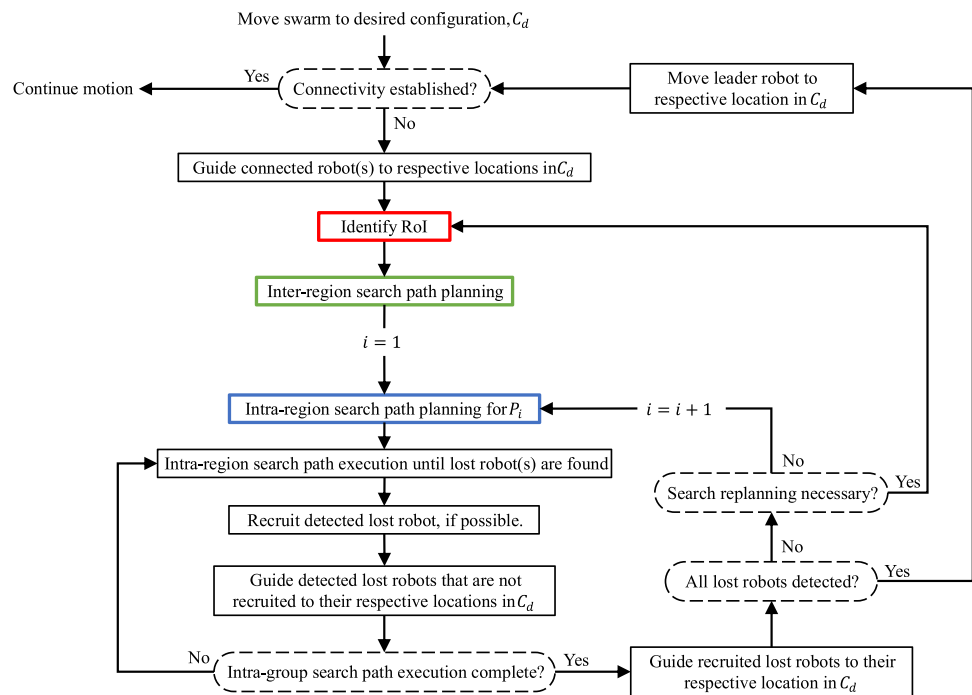 Move swarm to desired configuration, C_d
Continue motion
Yes
Connectivity established?
Move leader robot to
respective location in C_d
No
Guide connected robot(s) to respective locations in C_d
Identify RoI
Inter-region search path planning
i = 1
Intra-region search path planning for P_i
i = i + 1
Intra-region search path execution until lost robot(s) are found
No
Search replanning necessary?
Yes
Recruit detected lost robot, if possible.
No
Guide detected lost robots that are not
recruited to their respective locations in C_d
All lost robots detected?
Yes
No
Intra-group search path execution complete?
Yes
Guide recruited lost robots to their
respective location in C_d